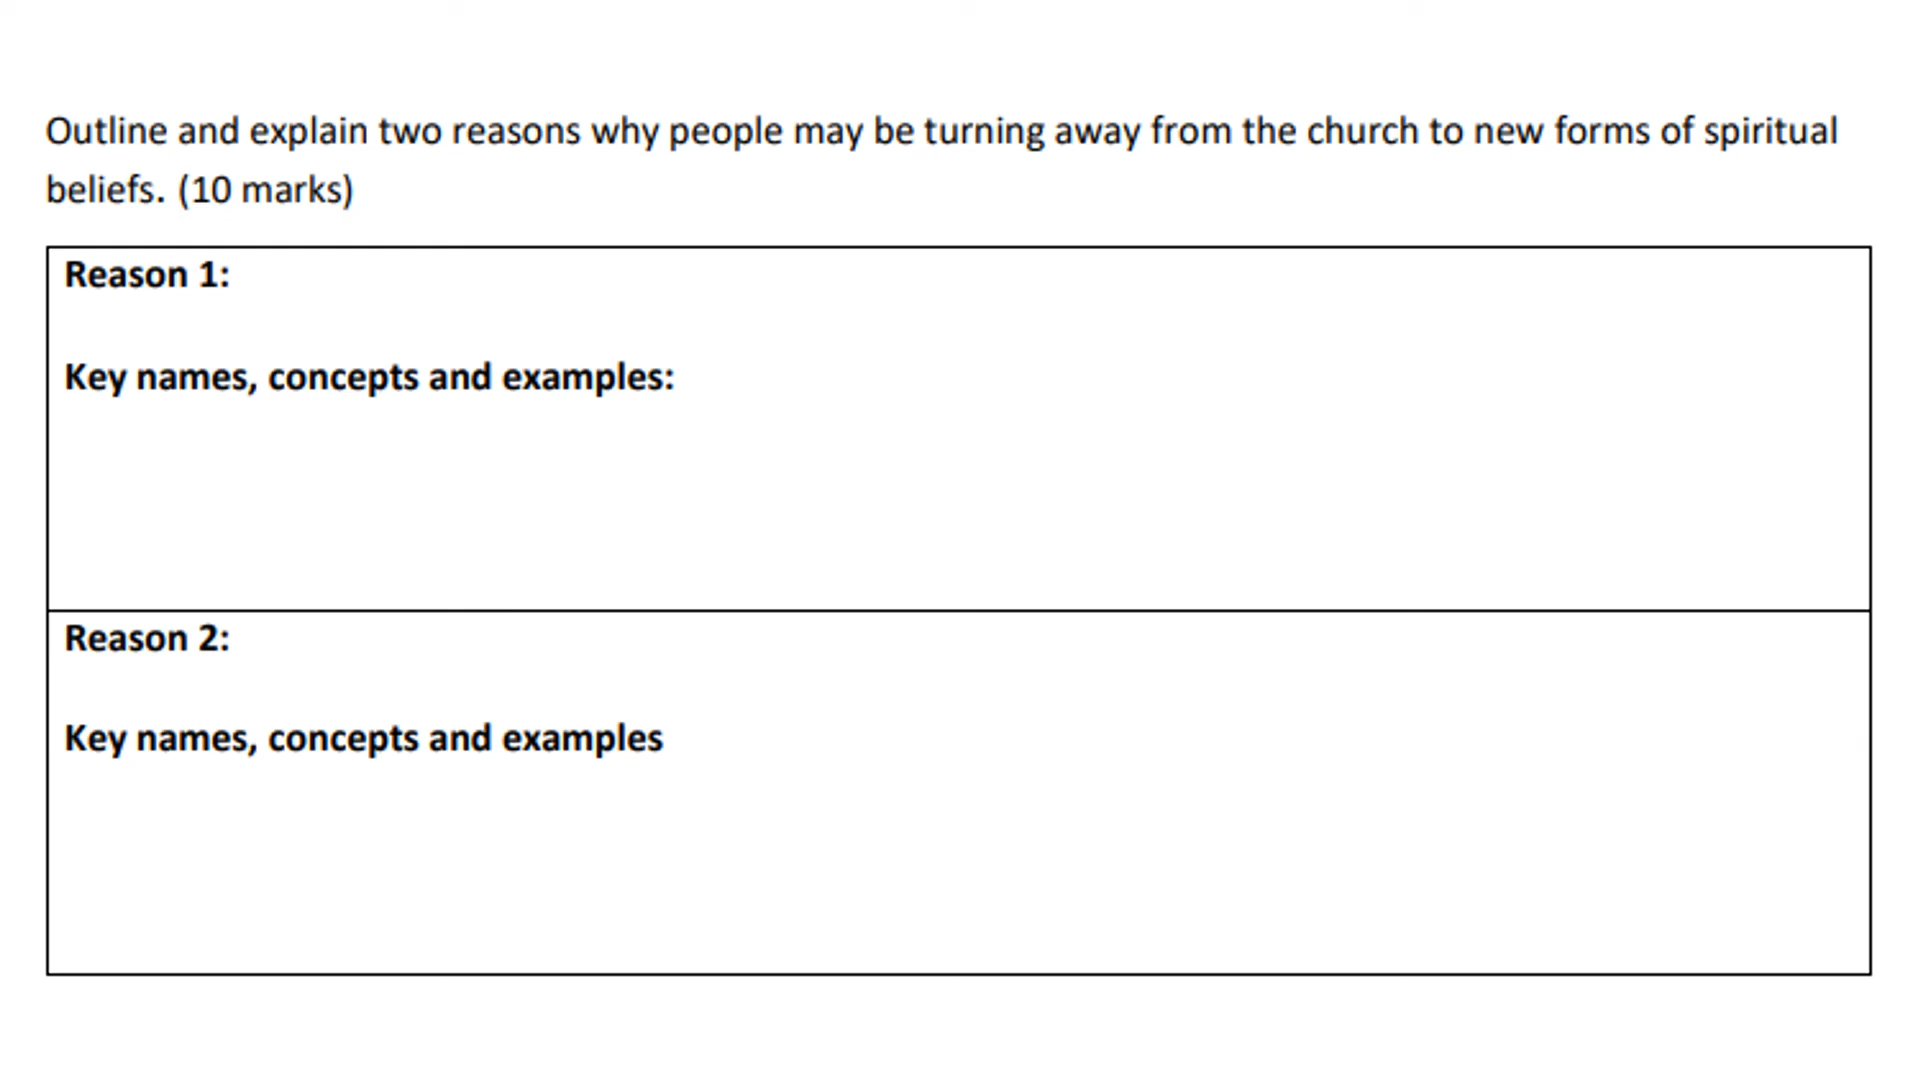 Outline and explain two reasons why people may be turning away from the church to new forms of spiritual
beliefs. (10 marks)
Reason 1:
Key names, concepts and examples:
Reason 2:
Key names, concepts and examples